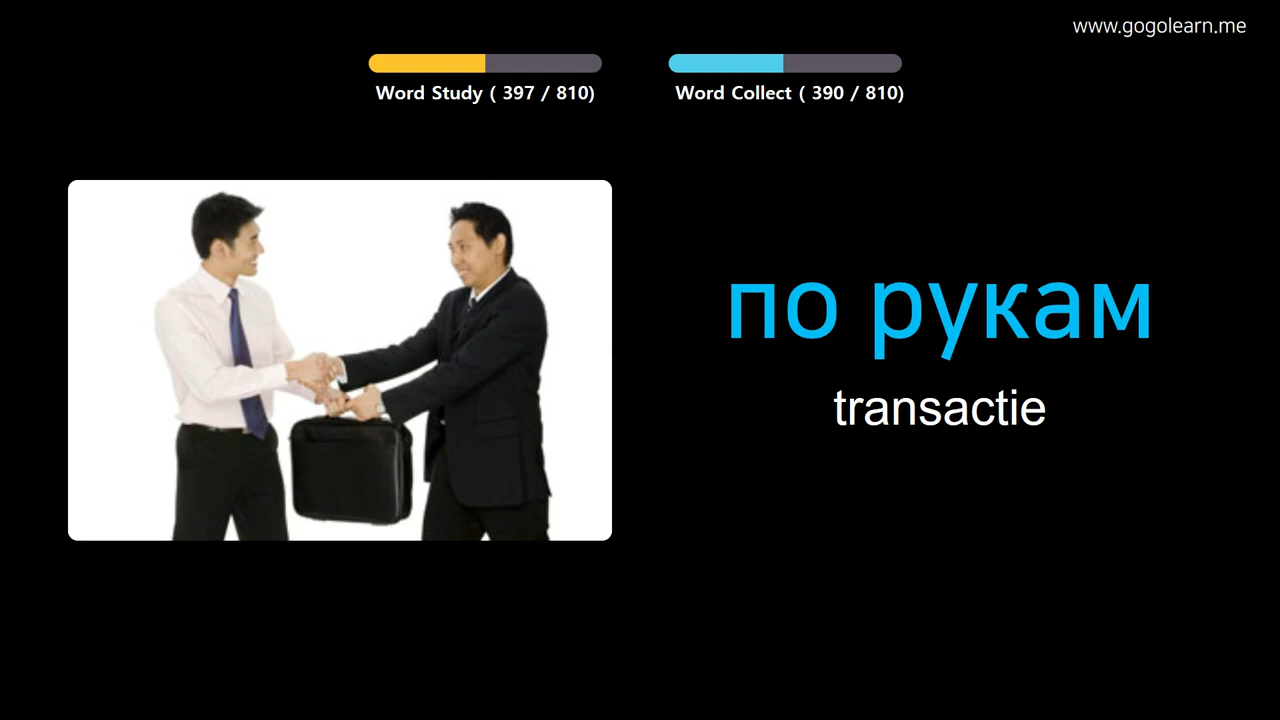 www.gogolearn.me
Word Study ( 397 / 810)
Word Collect ( 390 / 810)
по рукам
transactie